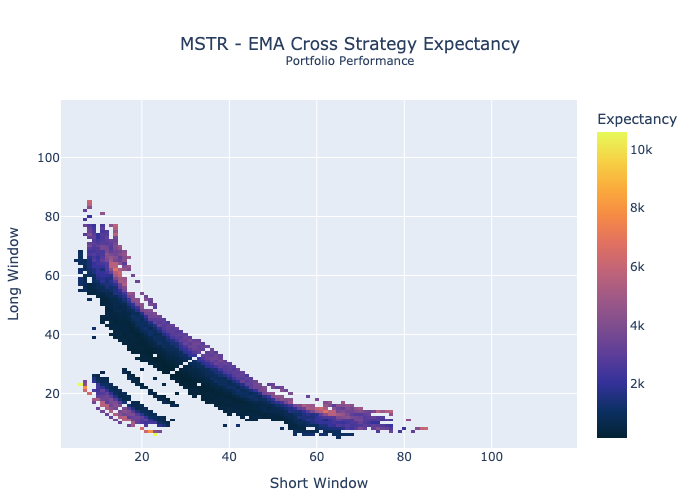 MSTR - EMA Cross Strategy Expectancy
Portfolio Performance
Expectancy
10k
8k
6k
4k
2k
Long Window
100
80
60
40
20
20
40
60
80
100
Short Window